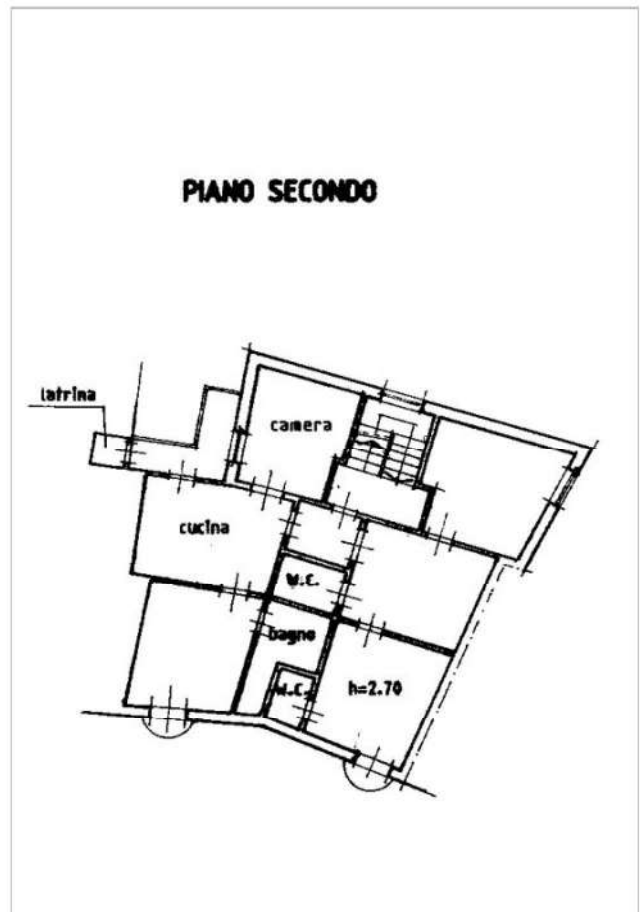 PIANO SECONDO
latrina
camera
cucina
W.C.
bagno
W.C.
h=2.70